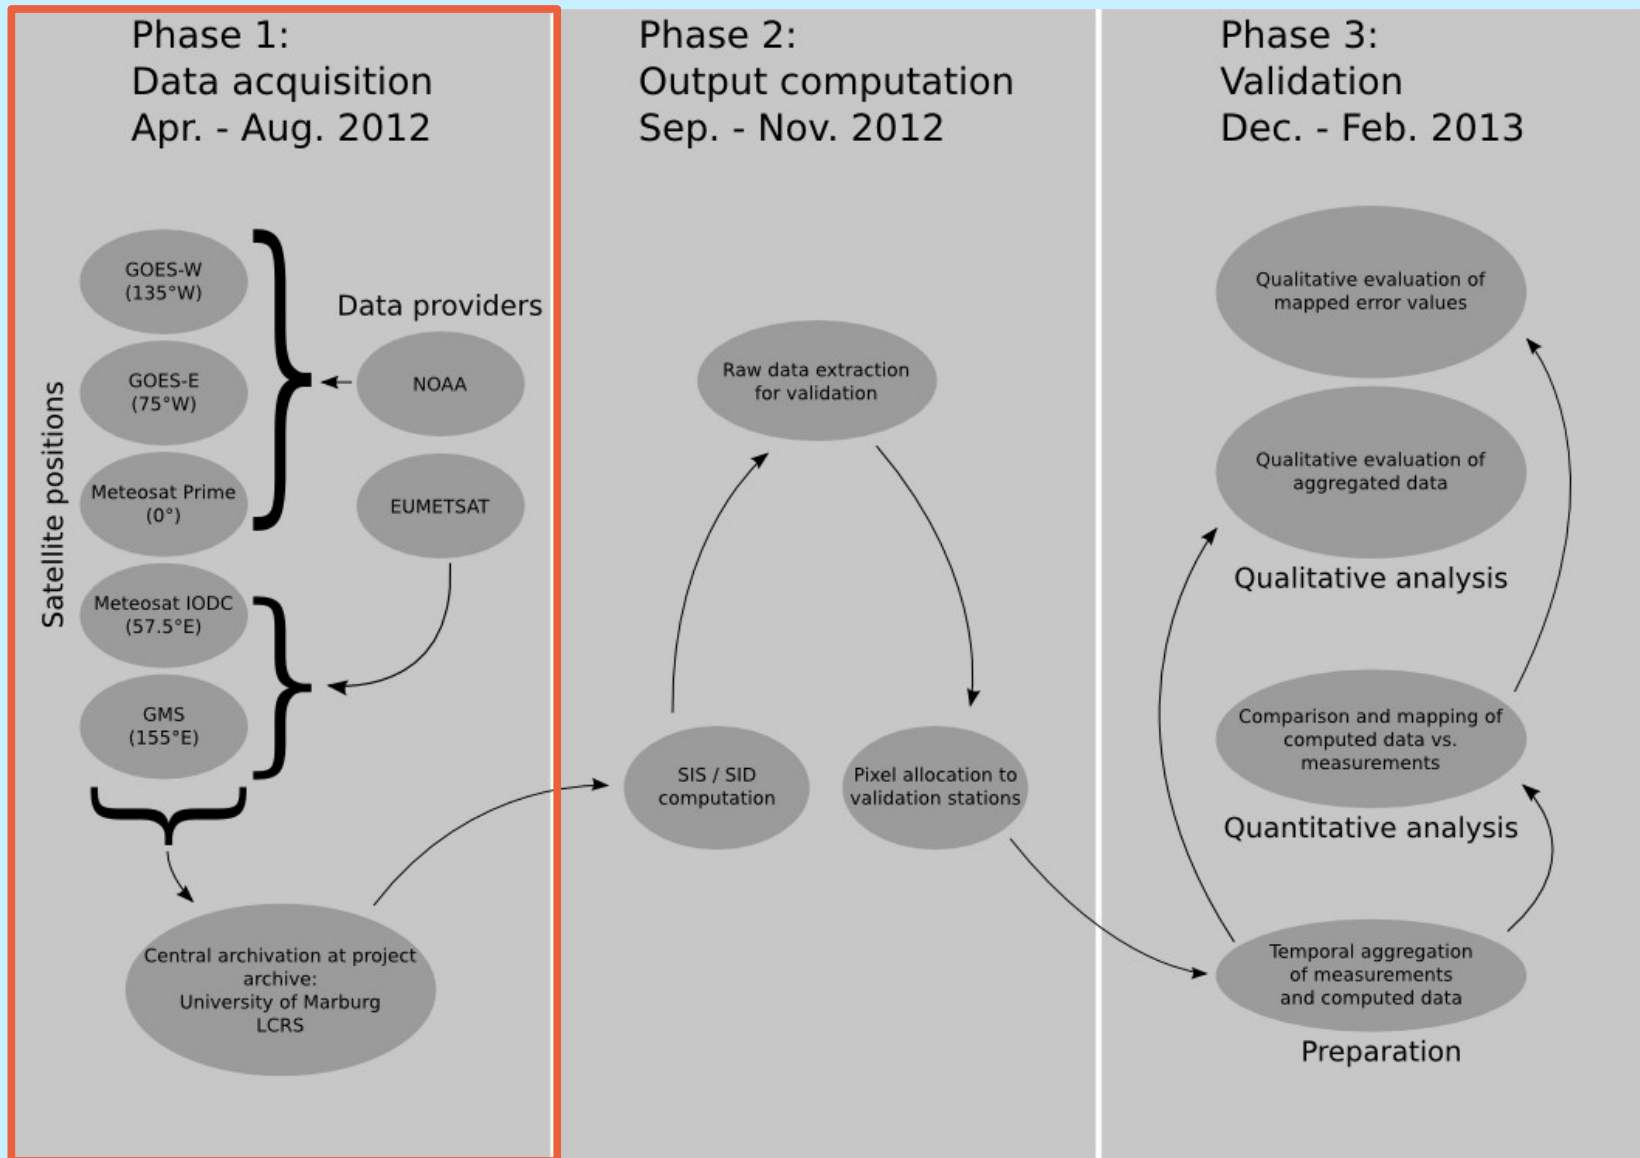 Phase 1:
Data acquisition
Apr. - Aug. 2012
GOES-W
(135°W)
Data providers
GOES-E
(75°W)
NOAA
Satellite positions
Meteosat Prime
(0°)
EUMETSAT
Meteosat IODC
(57.5°E)
GMS
(155°E)
Central archivation at project
archive:
University of Marburg
LCRS
Phase 2:
Output computation
Sep. - Nov. 2012
Raw data extraction
for validation
SIS / SID
computation
Pixel allocation to
validation stations
Phase 3:
Validation
Dec. - Feb. 2013
Qualitative evaluation of
mapped error values
Qualitative evaluation of
aggregated data
Qualitative analysis
Comparison and mapping of
computed data vs.
measurements
Quantitative analysis
Temporal aggregation
of measurements
and computed data
Preparation